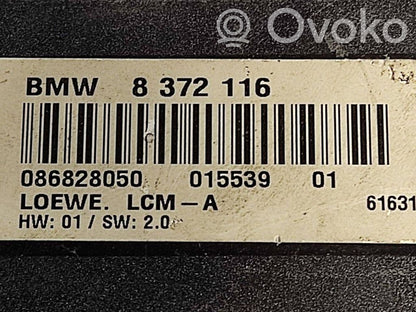 Ovoko
BMW 8 372 116
086828050 015539 01
LOEWE. LCM-A 61631
HW: 01 / SW: 2.0